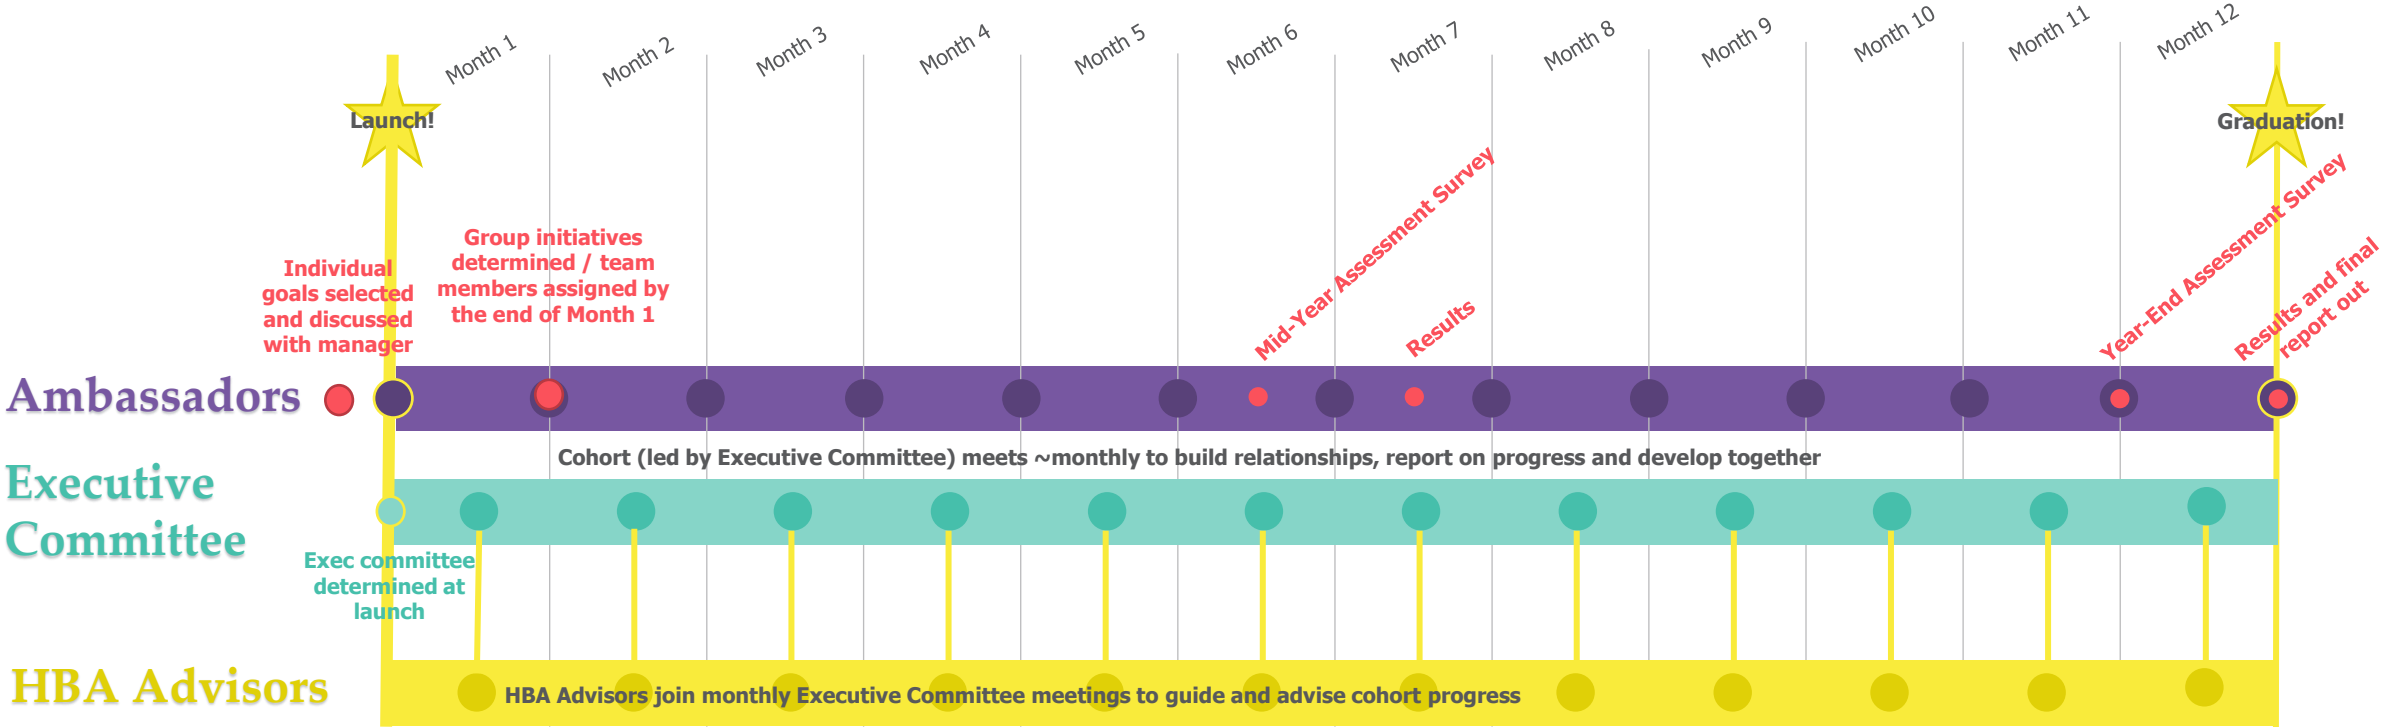 Month 1
Month 2
Month 3
Month 4
Month 5
Month 6
Month 7
Month 8
Month 9
Month 10
Month 11
Month 12
Launch!
Graduation!
Individual
goals selected
and discussed
with manager
Group initiatives
determined / team
members assigned by
the end of Month 1
Mid-Year Assessment Survey
Results
Year-End Assessment Survey
Results and final
report out
Ambassadors
Cohort (led by Executive Committee) meets ~monthly to build relationships, report on progress and develop together
Executive
Committee
Exec committee
determined at
launch
HBA Advisors
HBA Advisors join monthly Executive Committee meetings to guide and advise cohort progress